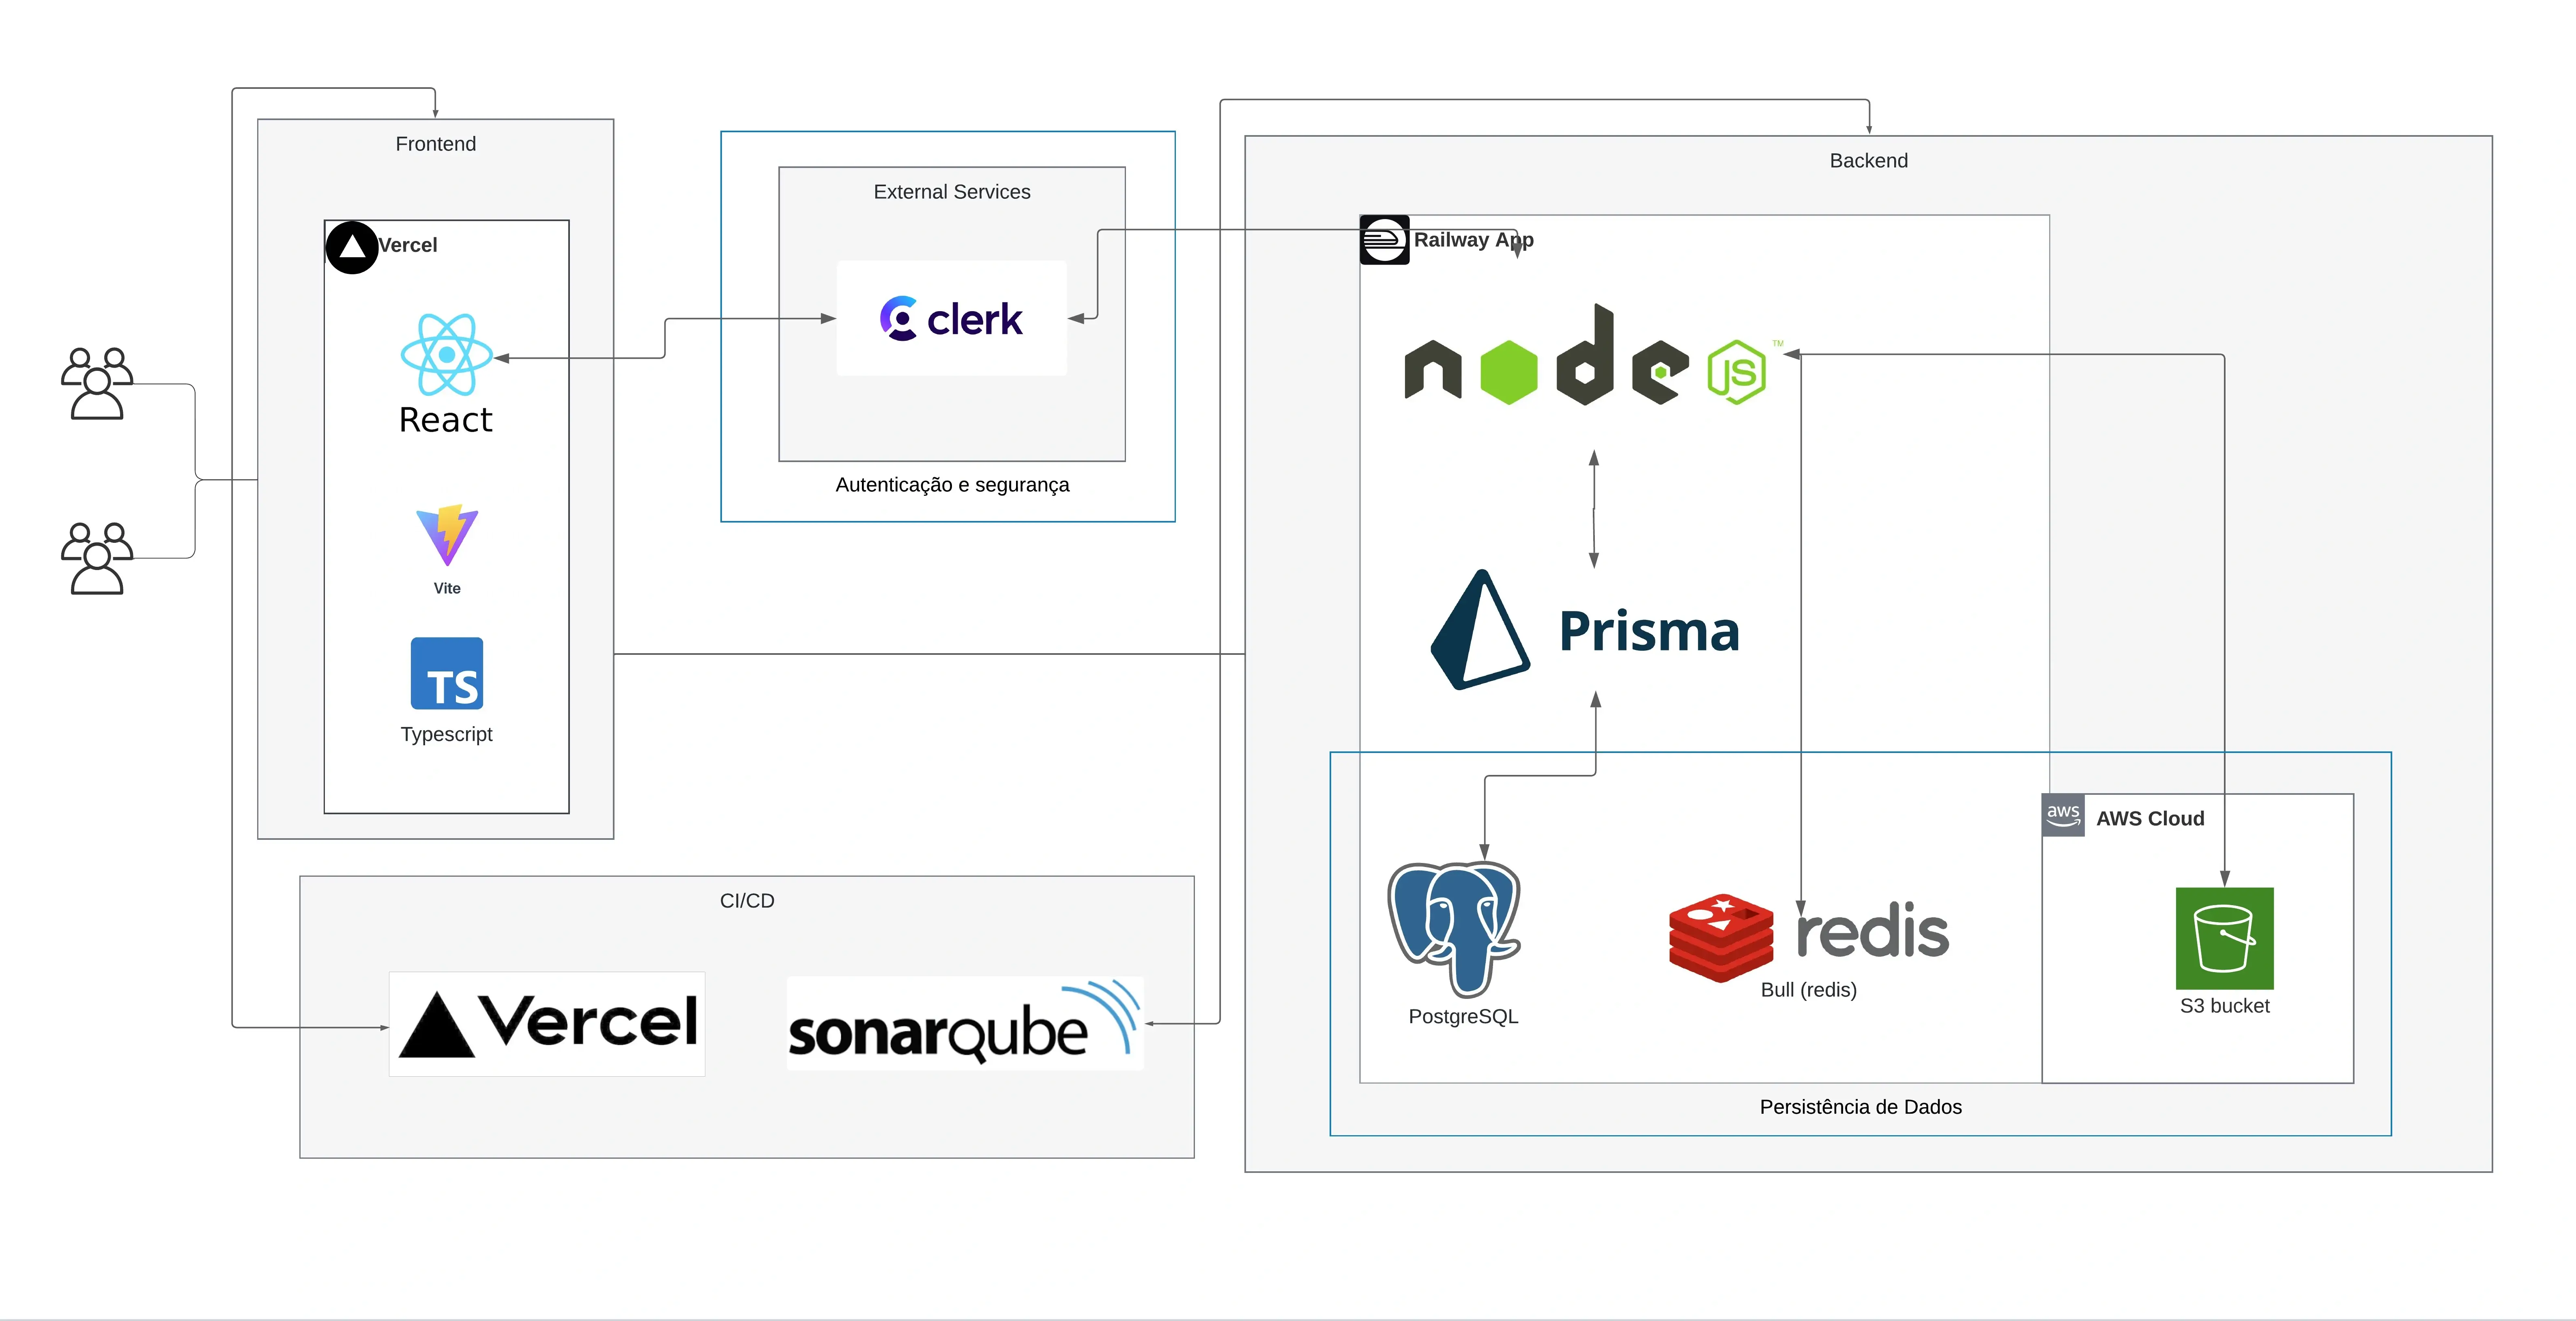 Frontend
Vercel
React
Vite
TS
Typescript
External Services
clerk
Autenticação e segurança
Backend
Railway App
node
JS
TM
Prisma
aws
AWS Cloud
redis
Bull (redis)
PostgreSQL
S3 bucket
Persistência de Dados
CI/CD
Vercel
sonarqube